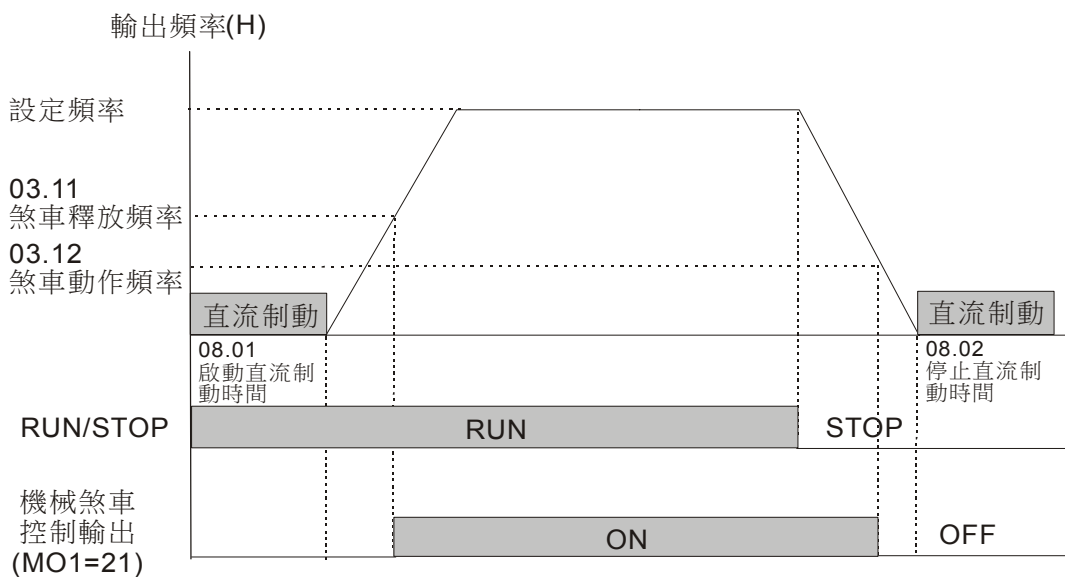 輸出頻率(H)
設定頻率
03.11
煞車釋放頻率
03.12
煞車動作頻率
直流制動
直流制動
08.01
啟動直流制
動時間
08.02
停止直流制
動時間
RUN/STOP
RUN
STOP
機械煞車
控制輸出
(MO1=21)
ON
OFF